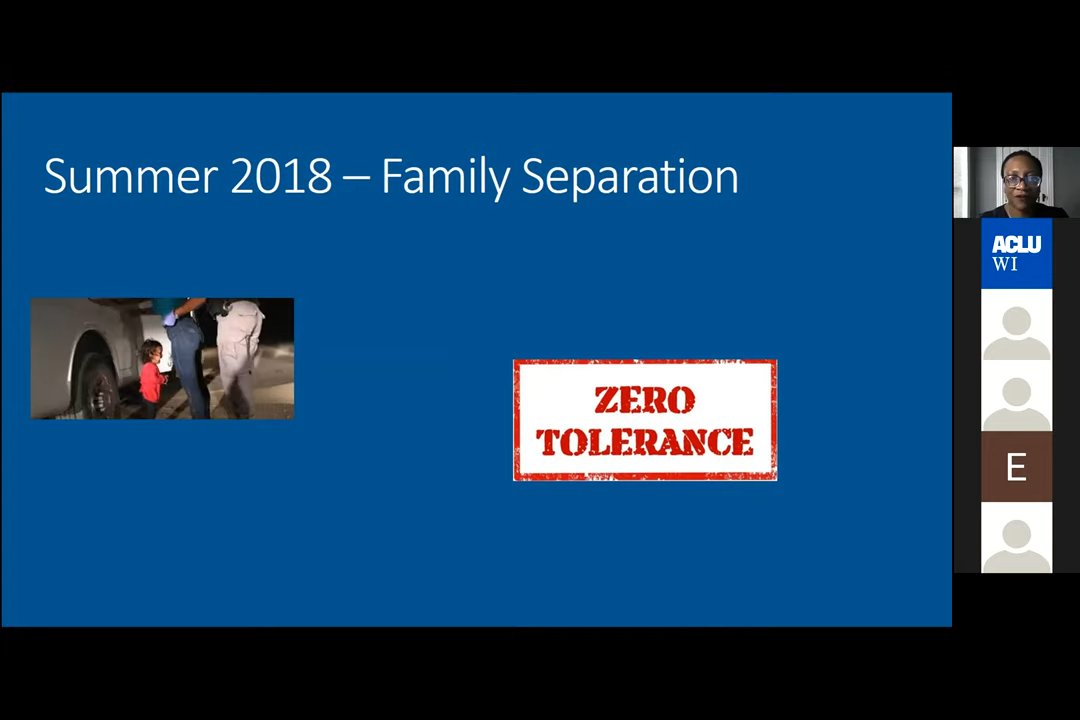 Summer 2018 – Family Separation
ZERO
TOLERANCE
ACLU
WI
E